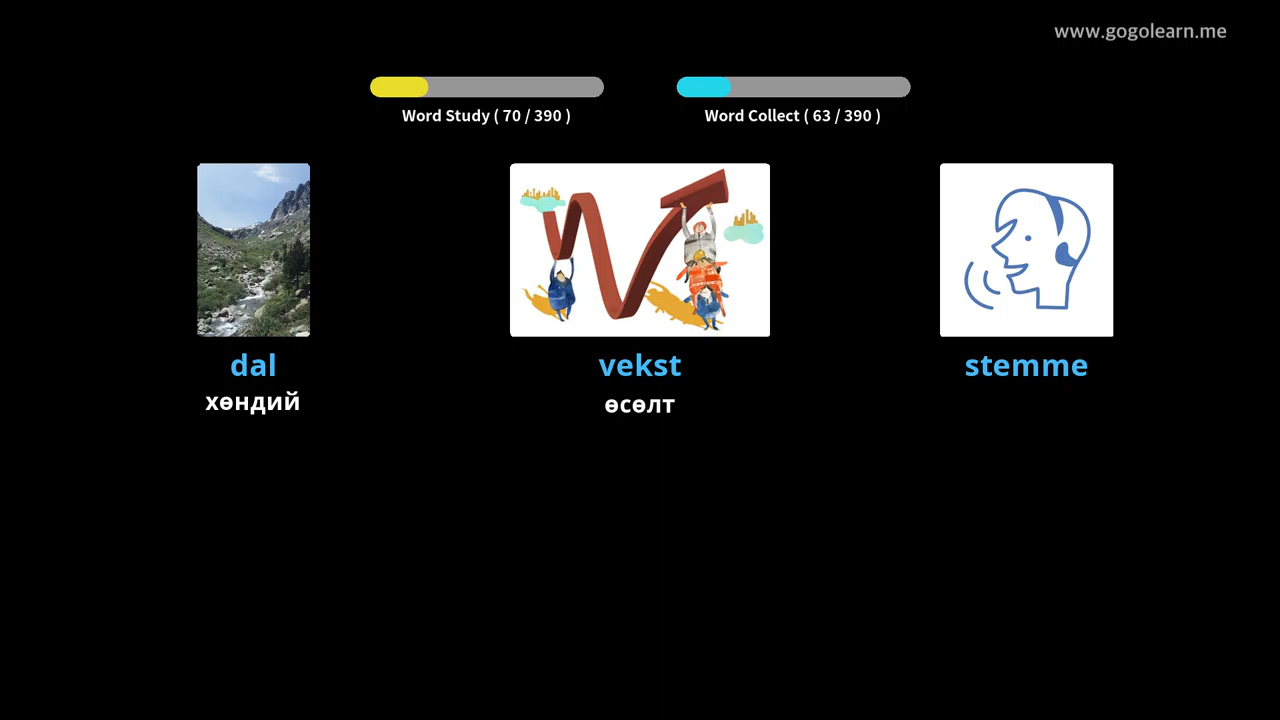 www.gogolearn.me
Word Study ( 70 / 390 )
Word Collect ( 63 / 390 )
dal
vekst
stemme
хөндий
өсөлт